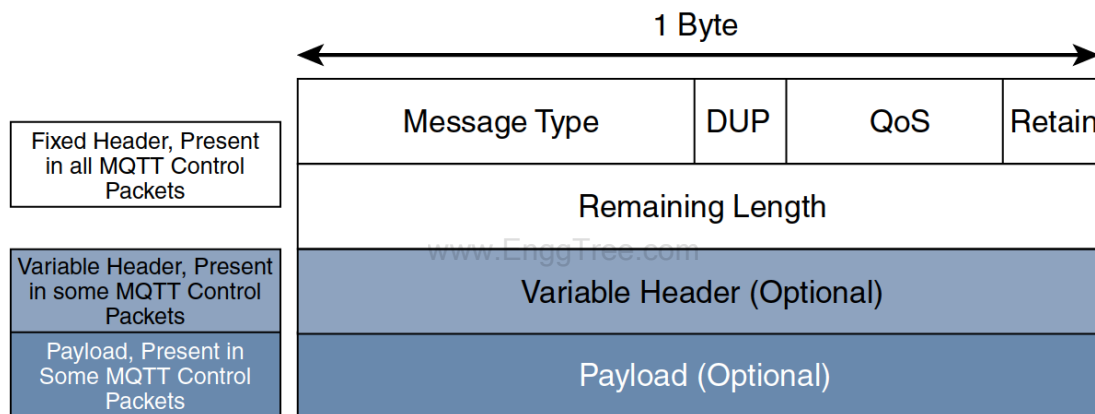 1 Byte
Message Type DUP QoS Retain
Fixed Header, Present
in all MQTT Control
Packets
Remaining Length
www.EnggTree.com
Variable Header, Present
in some MQTT Control
Packets
Variable Header (Optional)
Payload, Present in
Some MQTT Control
Packets
Payload (Optional)